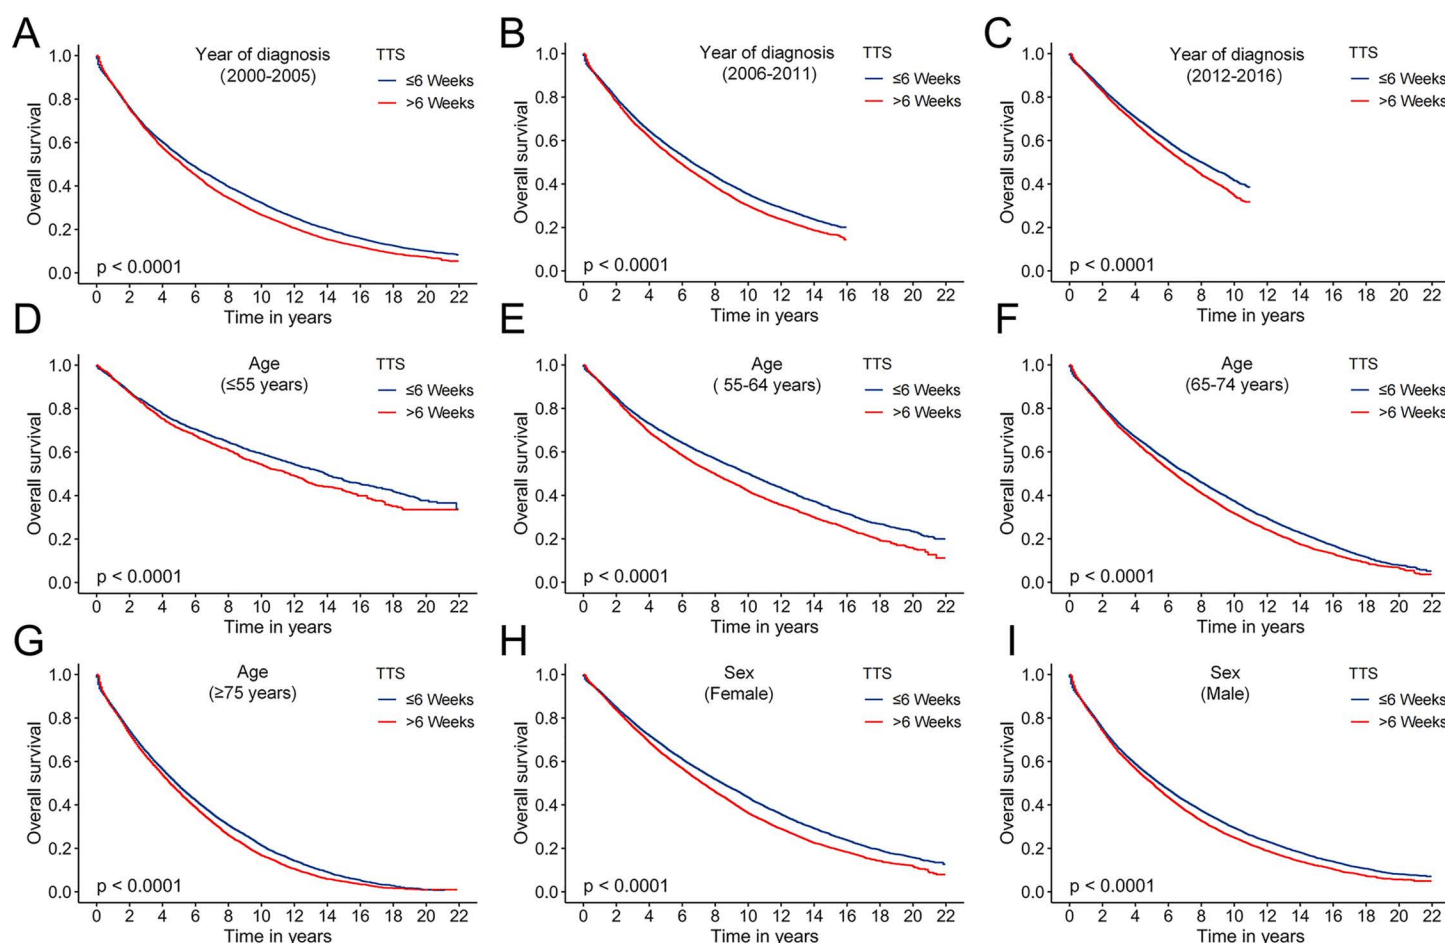 A
Year of diagnosis
(2000-2005)
TTS
≤6 Weeks
>6 Weeks
Overall survival
1.0
0.8
0.6
0.4
0.2
0.0
p < 0.0001
0 2 4 6 8 10 12 14 16 18 20 22
Time in years
B
Year of diagnosis
(2006-2011)
TTS
≤6 Weeks
>6 Weeks
Overall survival
1.0
0.8
0.6
0.4
0.2
0.0
p < 0.0001
0 2 4 6 8 10 12 14 16 18 20 22
Time in years
C
Year of diagnosis
(2012-2016)
TTS
≤6 Weeks
>6 Weeks
Overall survival
1.0
0.8
0.6
0.4
0.2
0.0
p < 0.0001
0 2 4 6 8 10 12 14 16 18 20 22
Time in years
D
Age
(≤55 years)
TTS
≤6 Weeks
>6 Weeks
Overall survival
1.0
0.8
0.6
0.4
0.2
0.0
p < 0.0001
0 2 4 6 8 10 12 14 16 18 20 22
Time in years
E
Age
( 55-64 years)
TTS
≤6 Weeks
>6 Weeks
Overall survival
1.0
0.8
0.6
0.4
0.2
0.0
p < 0.0001
0 2 4 6 8 10 12 14 16 18 20 22
Time in years
F
Age
(65-74 years)
TTS
≤6 Weeks
>6 Weeks
Overall survival
1.0
0.8
0.6
0.4
0.2
0.0
p < 0.0001
0 2 4 6 8 10 12 14 16 18 20 22
Time in years
G
Age
(≥75 years)
TTS
≤6 Weeks
>6 Weeks
Overall survival
1.0
0.8
0.6
0.4
0.2
0.0
p < 0.0001
0 2 4 6 8 10 12 14 16 18 20 22
Time in years
H
Sex
(Female)
TTS
≤6 Weeks
>6 Weeks
Overall survival
1.0
0.8
0.6
0.4
0.2
0.0
p < 0.0001
0 2 4 6 8 10 12 14 16 18 20 22
Time in years
I
Sex
(Male)
TTS
≤6 Weeks
>6 Weeks
Overall survival
1.0
0.8
0.6
0.4
0.2
0.0
p < 0.0001
0 2 4 6 8 10 12 14 16 18 20 22
Time in years